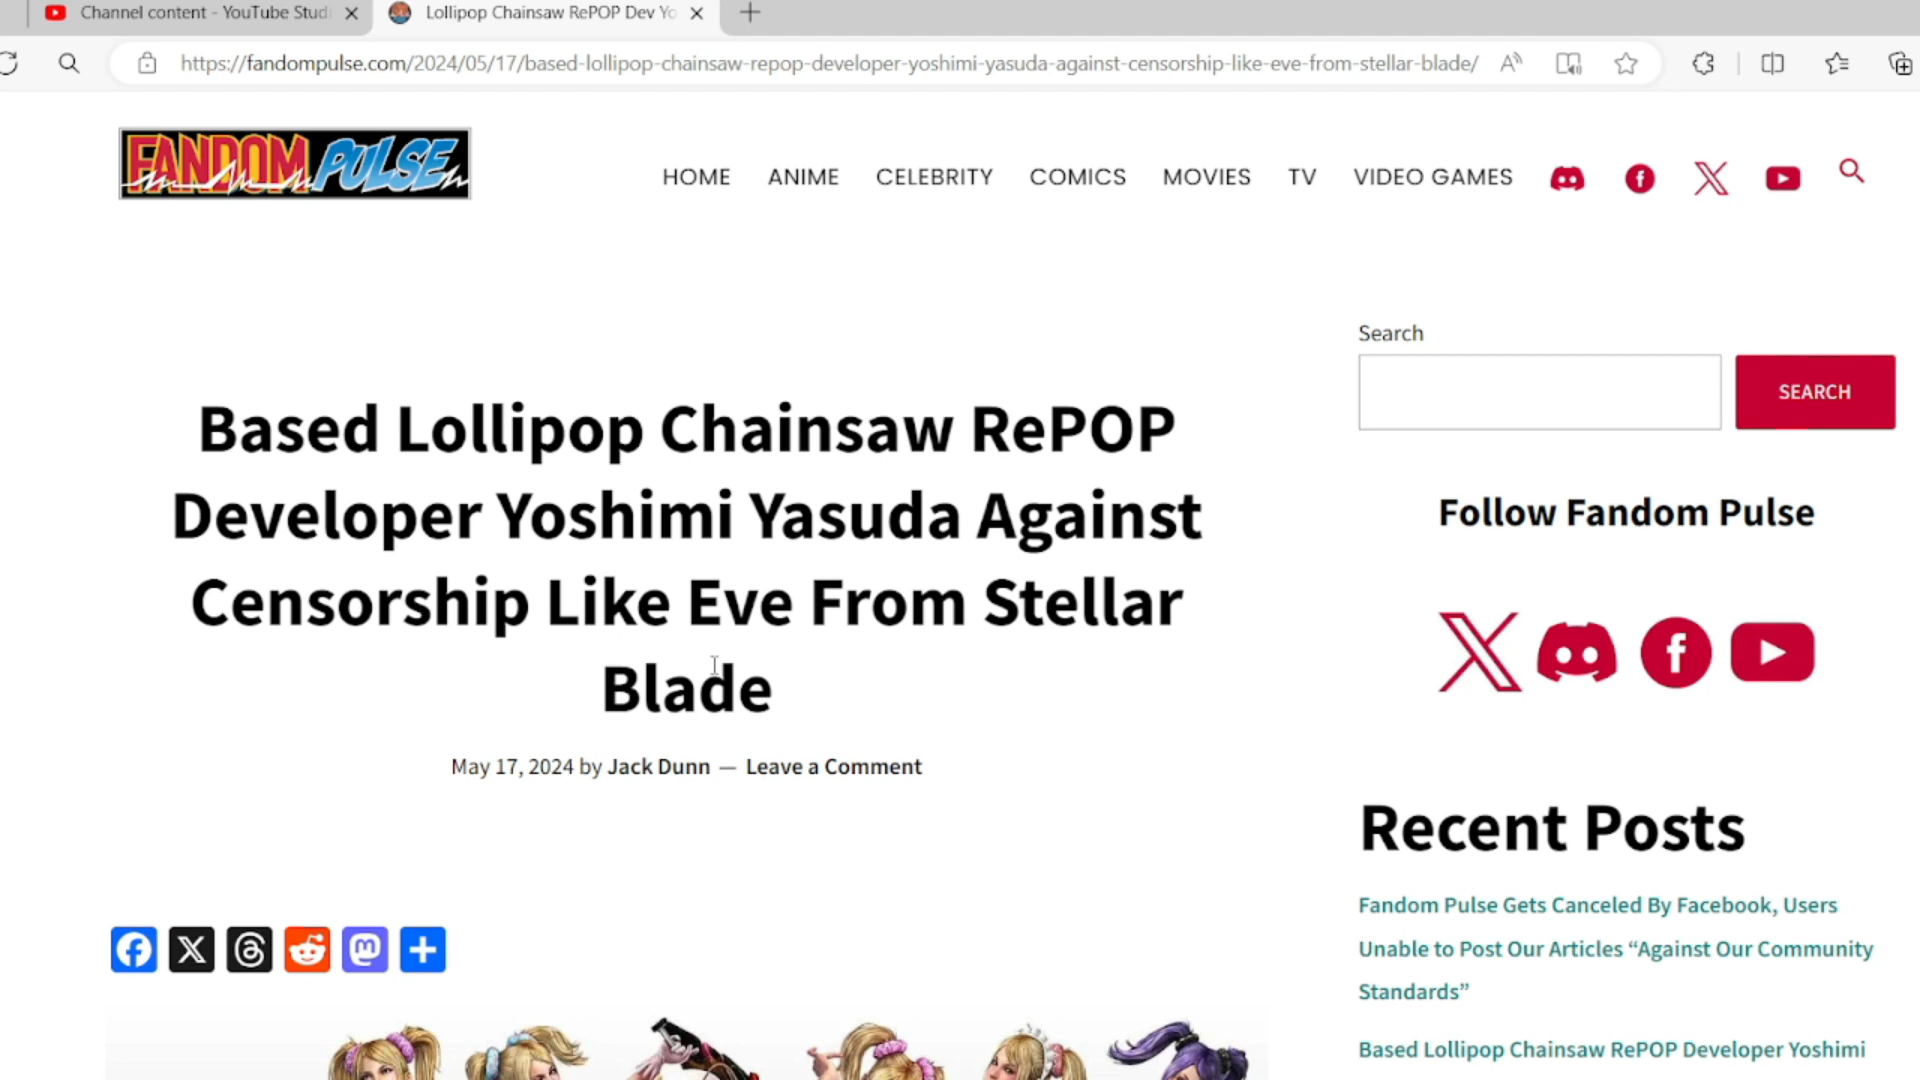 Channel content - YouTube Studi
Lollipop Chainsaw RePOP Dev Yo
https://fandompulse.com/2024/05/17/based-lollipop-chainsaw-repop-developer-yoshimi-yasuda-against-censorship-like-eve-from-stellar-blade/
FANDOM PULSE
HOME ANIME CELEBRITY COMICS MOVIES TV VIDEO GAMES
Based Lollipop Chainsaw RePOP
Developer Yoshimi Yasuda Against
Censorship Like Eve From Stellar
Blade
May 17, 2024 by Jack Dunn — Leave a Comment
Search
SEARCH
Follow Fandom Pulse
Recent Posts
Fandom Pulse Gets Canceled By Facebook, Users
Unable to Post Our Articles “Against Our Community
Standards”
Based Lollipop Chainsaw RePOP Developer Yoshimi